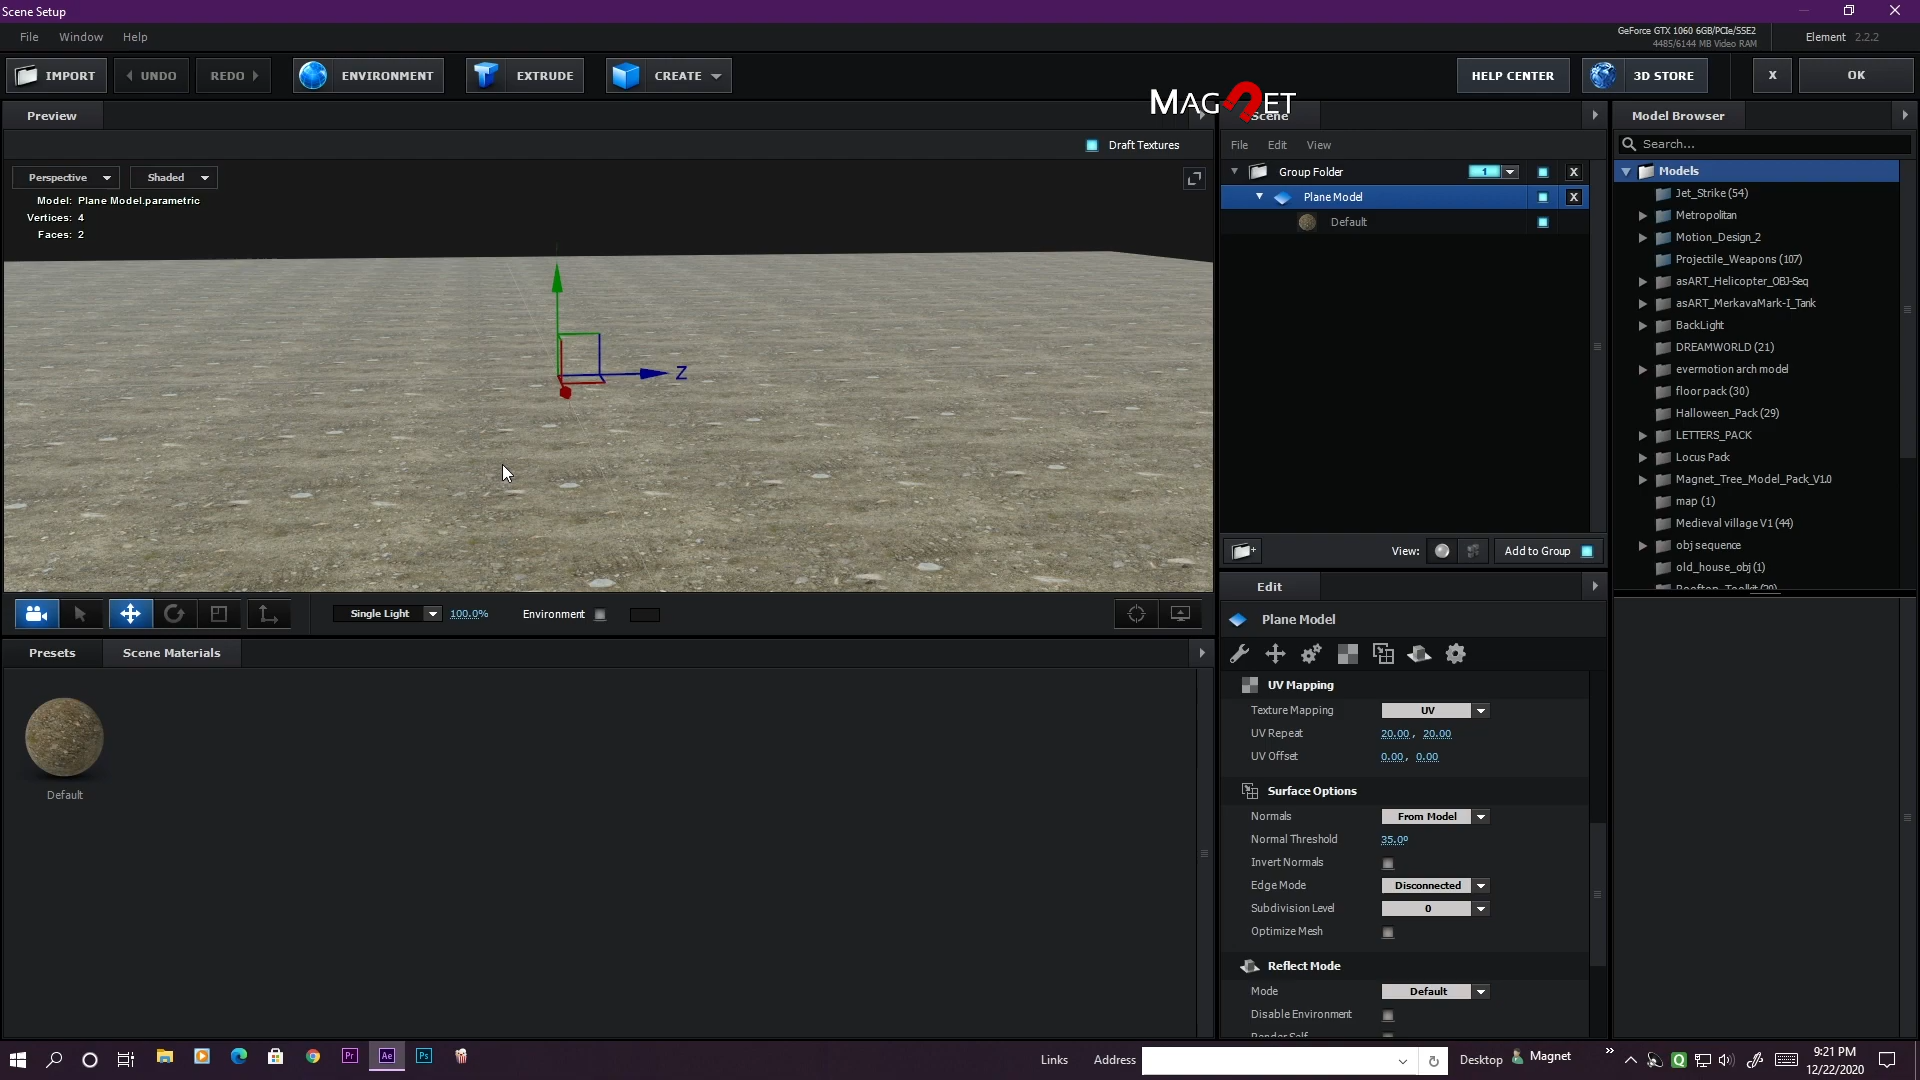 Scene Setup
File Window Help
GeForce GTX 1060 6GB/PCIe/SSE2
4485/6144 MB Video RAM
Element 2.2.2
IMPORT
UNDO
REDO
ENVIRONMENT
EXTRUDE
CREATE
HELP CENTER
3D STORE
X
OK
MAGNET
Preview
Draft Textures
Perspective
Shaded
Model: Plane Model.parametric
Vertices: 4
Faces: 2
Z
Single Light
100.0%
Environment
Presets
Scene Materials
Default
Scene
File Edit View
Group Folder
1
X
Plane Model
X
Default
View:
Add to Group
Edit
Plane Model
UV Mapping
Texture Mapping UV
UV Repeat 20.00, 20.00
UV Offset 0.00, 0.00
Surface Options
Normals From Model
Normal Threshold 35.0º
Invert Normals
Edge Mode Disconnected
Subdivision Level 0
Optimize Mesh
Reflect Mode
Mode Default
Disable Environment
Render Self
Model Browser
Search...
Models
Jet_Strike (54)
Metropolitan
Motion_Design_2
Projectile_Weapons (107)
asART_Helicopter_OBJ-Seq
asART_MerkavaMark-I_Tank
BackLight
DREAMWORLD (21)
evermotion arch model
floor pack (30)
Halloween_Pack (29)
LETTERS_PACK
Locus Pack
Magnet_Tree_Model_Pack_V1.0
map (1)
Medieval village V1 (44)
obj sequence
old_house_obj (1)
Pr
Ae
Ps
Links
Address
Desktop
Magnet
9:21 PM
12/22/2020